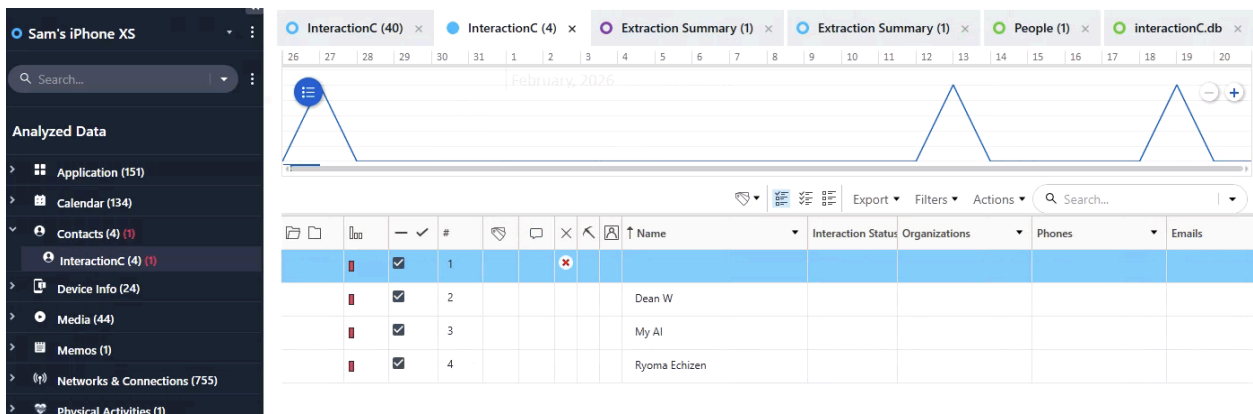 Sam's iPhone XS
Search...
Analyzed Data
Application (151)
Calendar (134)
Contacts (4) (1)
InteractionC (4) (1)
Device Info (24)
Media (44)
Memos (1)
Networks & Connections (755)
Physical Activities (1)
InteractionC (40) × InteractionC (4) × Extraction Summary (1) × Extraction Summary (1) × People (1) × interactionC.db ×
26 27 28 29 30 31 1 2 3 4 5 6 7 8 9 10 11 12 13 14 15 16 17 18 19 20
February, 2026
Export Filters Actions Search...
# Name Interaction Status Organizations Phones Emails
1
2 Dean W
3 My AI
4 Ryoma Echizen